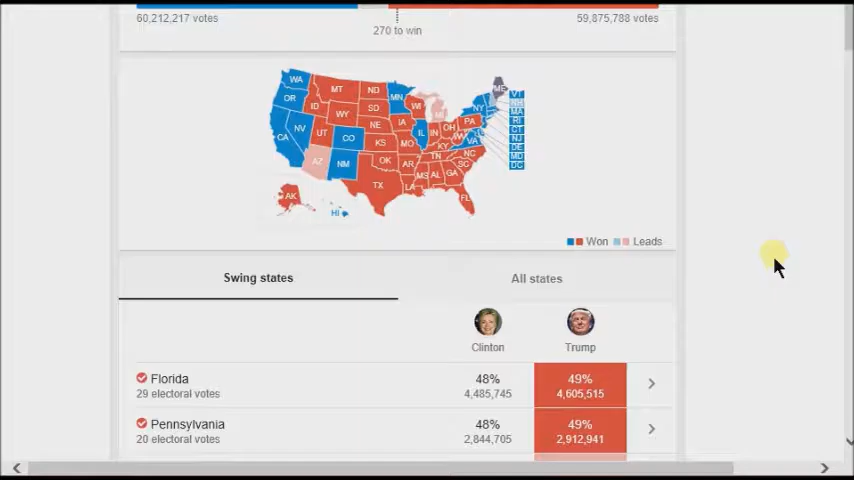 60,212,217 votes
59,875,788 votes
270 to win
WA
MT
ND
MN
ME
VT
OR
ID
SD
WI
NH
WY
NY
MA
IA
RI
NV
NE
PA
CT
UT
IL
IN
OH
NJ
CA
CO
KS
MO
WV
VA
DE
KY
MD
AZ
NM
OK
AR
TN
NC
DC
SC
TX
LA
MS
AL
GA
AK
FL
HI
Won
Leads
Swing states
All states
Clinton
Trump
Florida
48%
49%
29 electoral votes
4,485,745
4,605,515
Pennsylvania
48%
49%
20 electoral votes
2,844,705
2,912,941